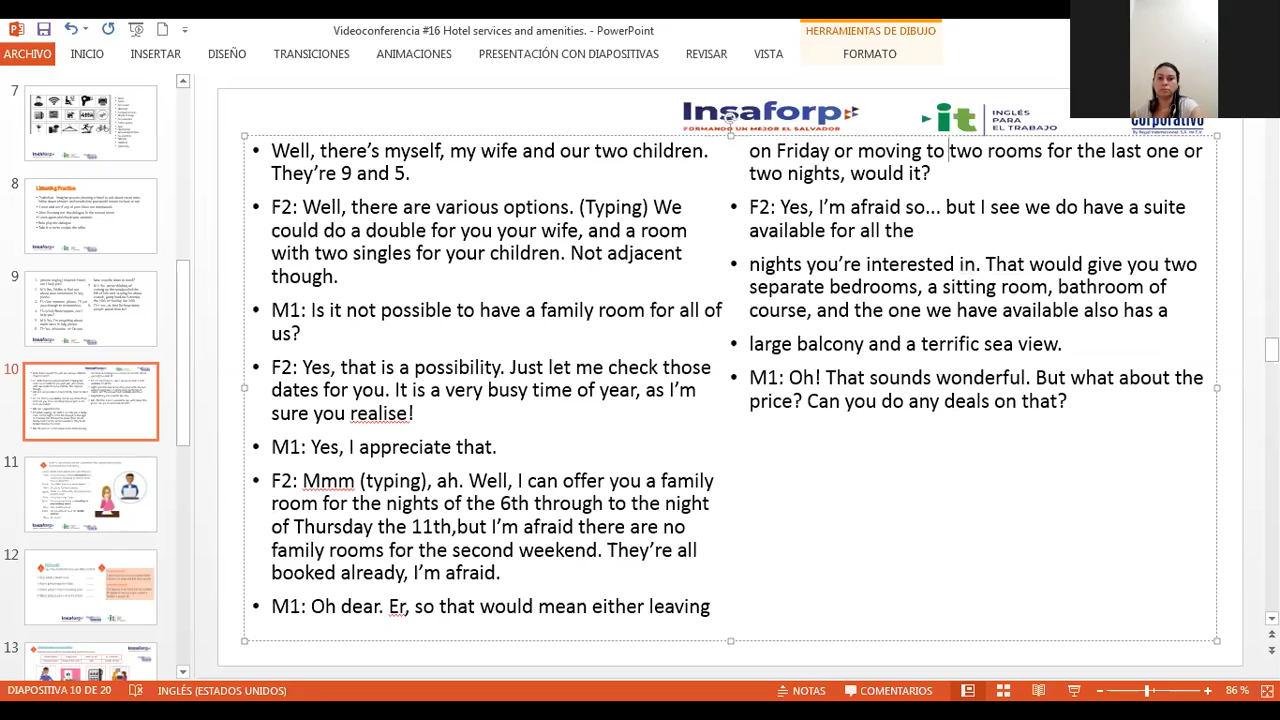 Videoconferencia #16 Hotel services and amenities. - PowerPoint
HERRAMIENTAS DE DIBUJO
ARCHIVO INICIO INSERTAR DISEÑO TRANSICIONES ANIMACIONES PRESENTACIÓN CON DIAPOSITIVAS REVISAR VISTA FORMATO
7
8
9
10
11
12
13
Insaforp
FORMANDO UN MEJOR EL SALVADOR
it INGLÉS PARA EL TRABAJO
Corporativo
• Well, there's myself, my wife and our two children.
They're 9 and 5.
• F2: Well, there are various options. (Typing) We
could do a double for you your wife, and a room
with two singles for your children. Not adjacent
though.
• M1: is it not possible to have a family room for all of
us?
• F2: Yes, that is a possibility. Just let me check those
dates for you. It is a very busy time of year, as I'm
sure you realise!
• M1: Yes, I appreciate that.
• F2: Mmm (typing), ah. Well, I can offer you a family
room for the nights of the 6th through to the night
of Thursday the 11th,but I'm afraid there are no
family rooms for the second weekend. They're all
booked already, I'm afraid.
• M1: Oh dear. Er, so that would mean either leaving
on Friday or moving to two rooms for the last one or
two nights, would it?
• F2: Yes, I'm afraid so... but I see we do have a suite
available for all the
• nights you're interested in. That would give you two
separate bedrooms, a sitting room, bathroom of
course, and the one we have available also has a
• large balcony and a terrific sea view.
• M1: Oh! That sounds wonderful. But what about the
price? Can you do any deals on that?
DIAPOSITIVA 10 DE 20 INGLÉS (ESTADOS UNIDOS) NOTAS COMENTARIOS 86 %